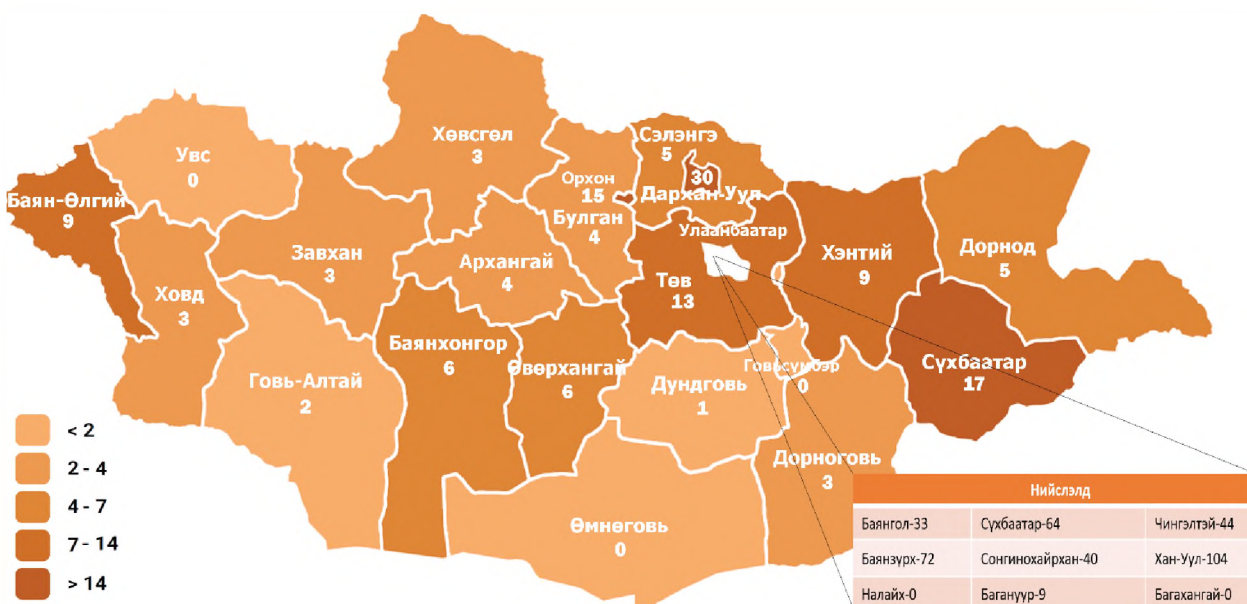 Хөвсгөл
3
Сэлэнгэ
5
Увс
0
Орхон
15
30
Дархан-Уул
Баян-Өлгий
9
Булган
4
Улаанбаатар
Завхан
3
Архангай
4
Хэнтий
9
Дорнод
5
Ховд
3
Төв
13
Баянхонгор
6
Өвөрхангай
6
Говь-Алтай
2
Дундговь
1
Говьсүмбэр
0
Сүхбаатар
17
Дорноговь
3
Өмнөговь
0
< 2
2 - 4
4 - 7
7 - 14
> 14
Нийслэлд
Баянгол-33 Сүхбаатар-64 Чингэлтэй-44
Баянзурх-72 Сонгинохайрхан-40 Хан-Уул-104
Налайх-0 Багануур-9 Багахангай-0